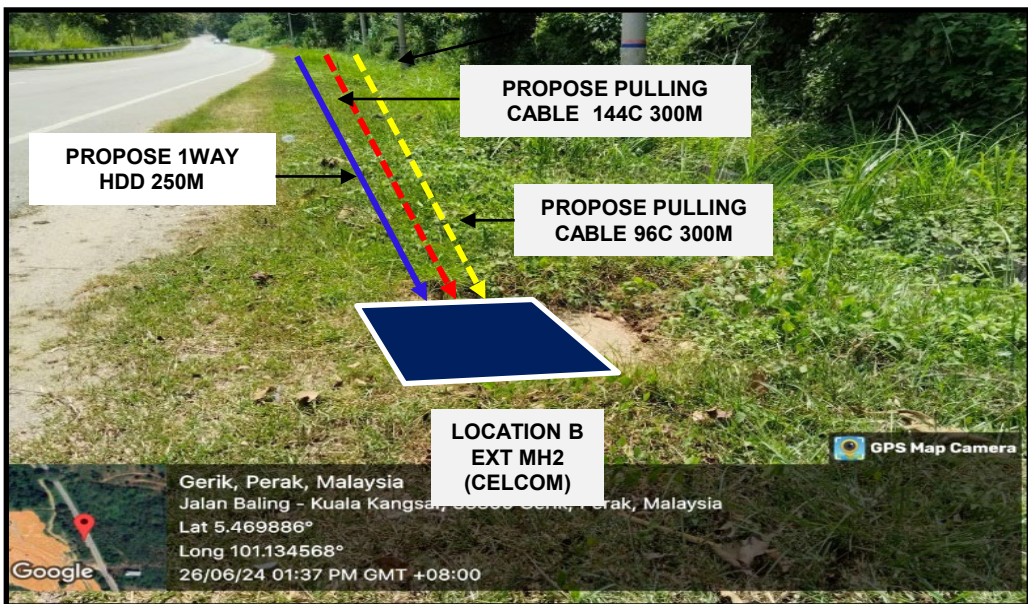 PROPOSE PULLING
CABLE 144C 300M
PROPOSE 1WAY
HDD 250M
PROPOSE PULLING
CABLE 96C 300M
LOCATION B
EXT MH2
(CELCOM)
GPS Map Camera
Gerik, Perak, Malaysia
Jalan Baling - Kuala Kangsar, Perak, Malaysia
Lat 5.469886°
Long 101.134568°
26/06/24 01:37 PM GMT +08:00
Google